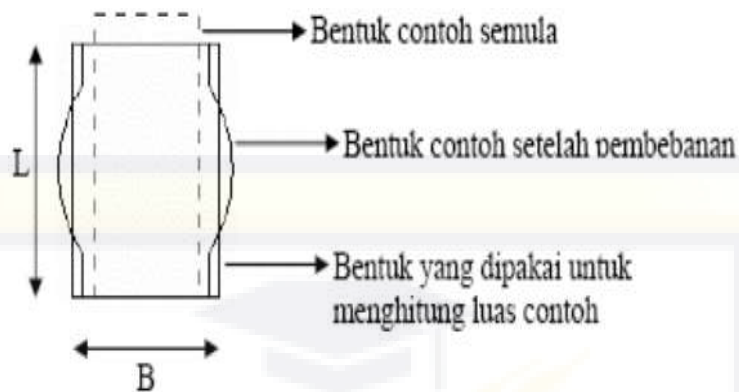 Bentuk contoh semula
L
Bentuk contoh setelah pembebanan
Bentuk yang dipakai untuk
menghitung luas contoh
B